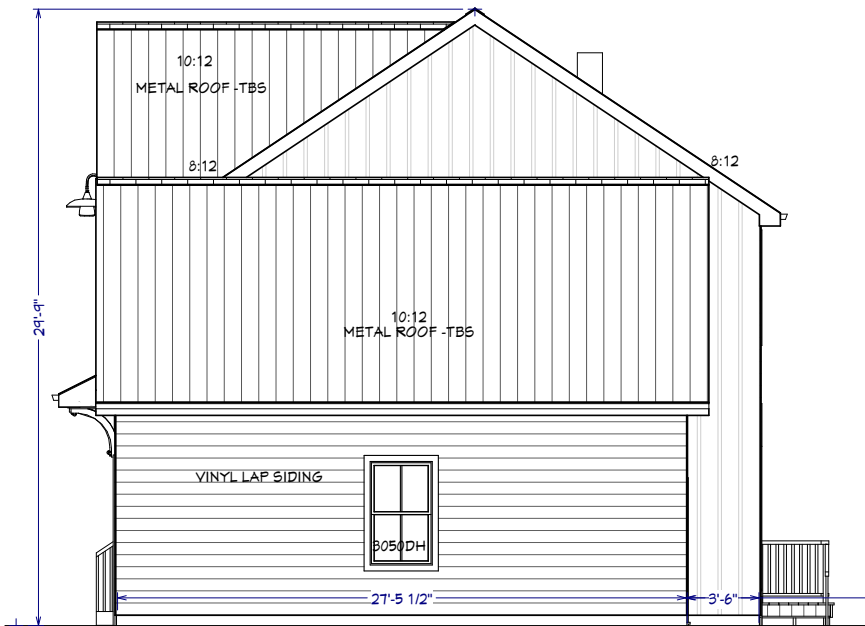 10:12
METAL ROOF -TBS
8:12
8:12
29'-9"
10:12
METAL ROOF -TBS
VINYL LAP SIDING
3050DH
27'-5 1/2"
3'-6"